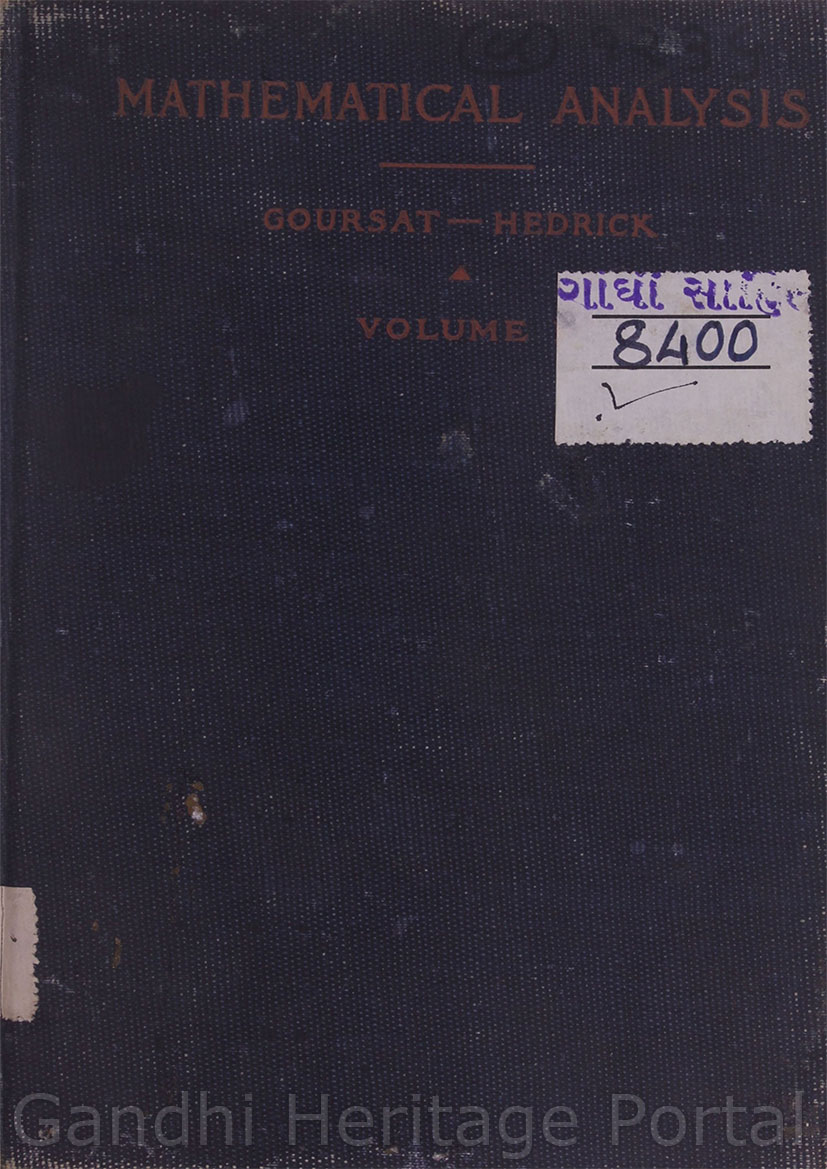 MATHEMATICAL ANALYSIS
GOURSAT — HEDRICK
VOLUME
ગાંધી
8400
Gandhi Heritage Portal